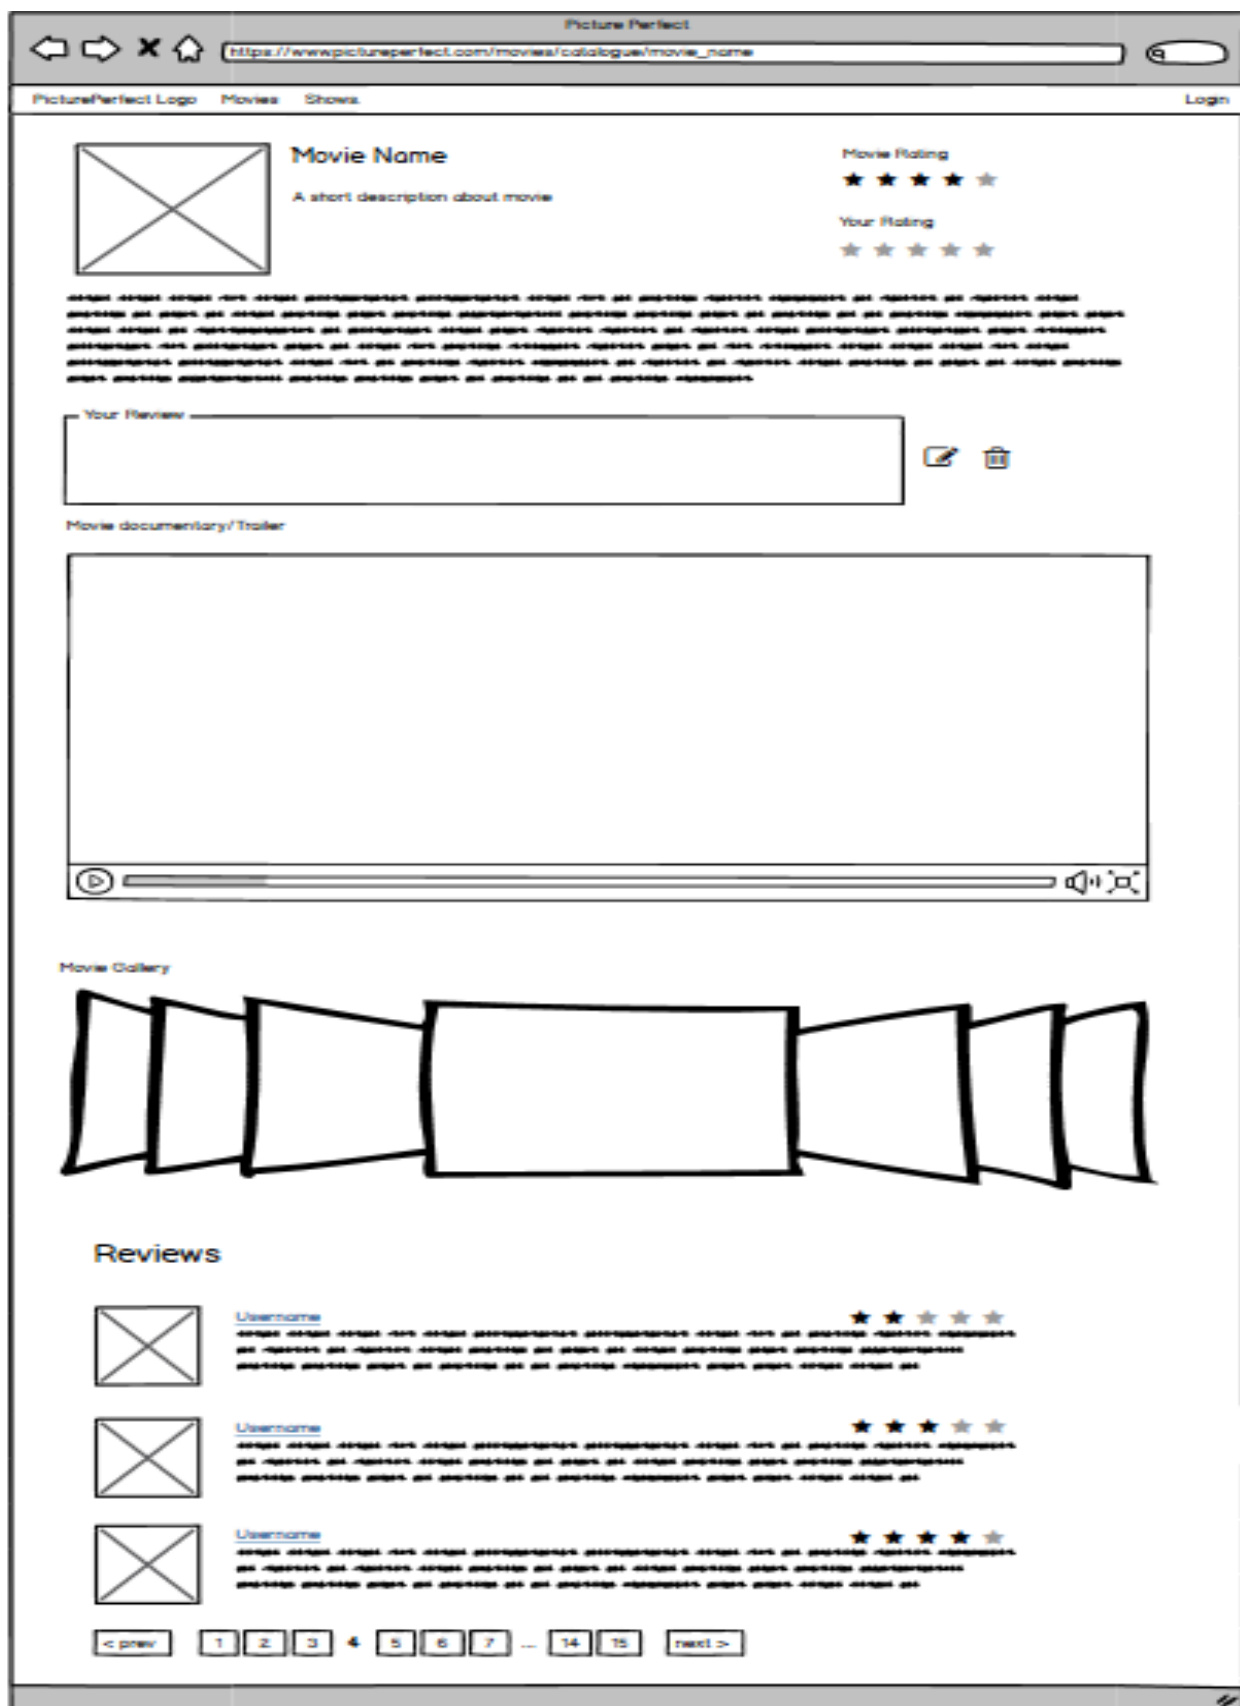 Picture Perfect
https://www.pictureperfect.com/movies/catalogue/movie_name
PicturePerfect Logo Movies Shows Login
Movie Name
Movie Rating
A short description about movie
Your Rating
Your Review
Movie documentary/Trailer
Movie Gallery
Reviews
Username
Username
Username
< prev 1 2 3 4 5 6 7 ... 14 15 next >